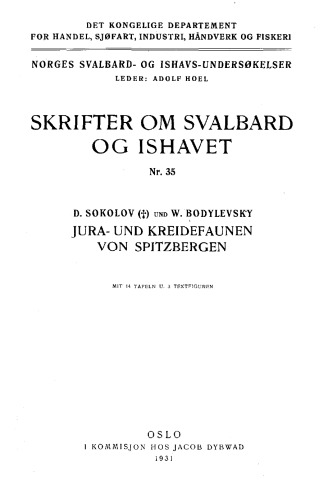 DET KONGELIGE DEPARTEMENT
FOR HANDEL, SJØFART, INDUSTRI, HÅNDVERK OG FISKERI
NORGES SVALBARD- OG ISHAVS-UNDERSØKELSER
LEDER: ADOLF HOEL
SKRIFTER OM SVALBARD
OG ISHAVET
Nr. 35
D. SOKOLOV (‡) UND W. BODYLEVSKY
JURA- UND KREIDEFAUNEN
VON SPITZBERGEN
MIT 14 TAFELN U. 3 TEXTFIGUREN
OSLO
I KOMMISJON HOS JACOB DYBWAD
1931